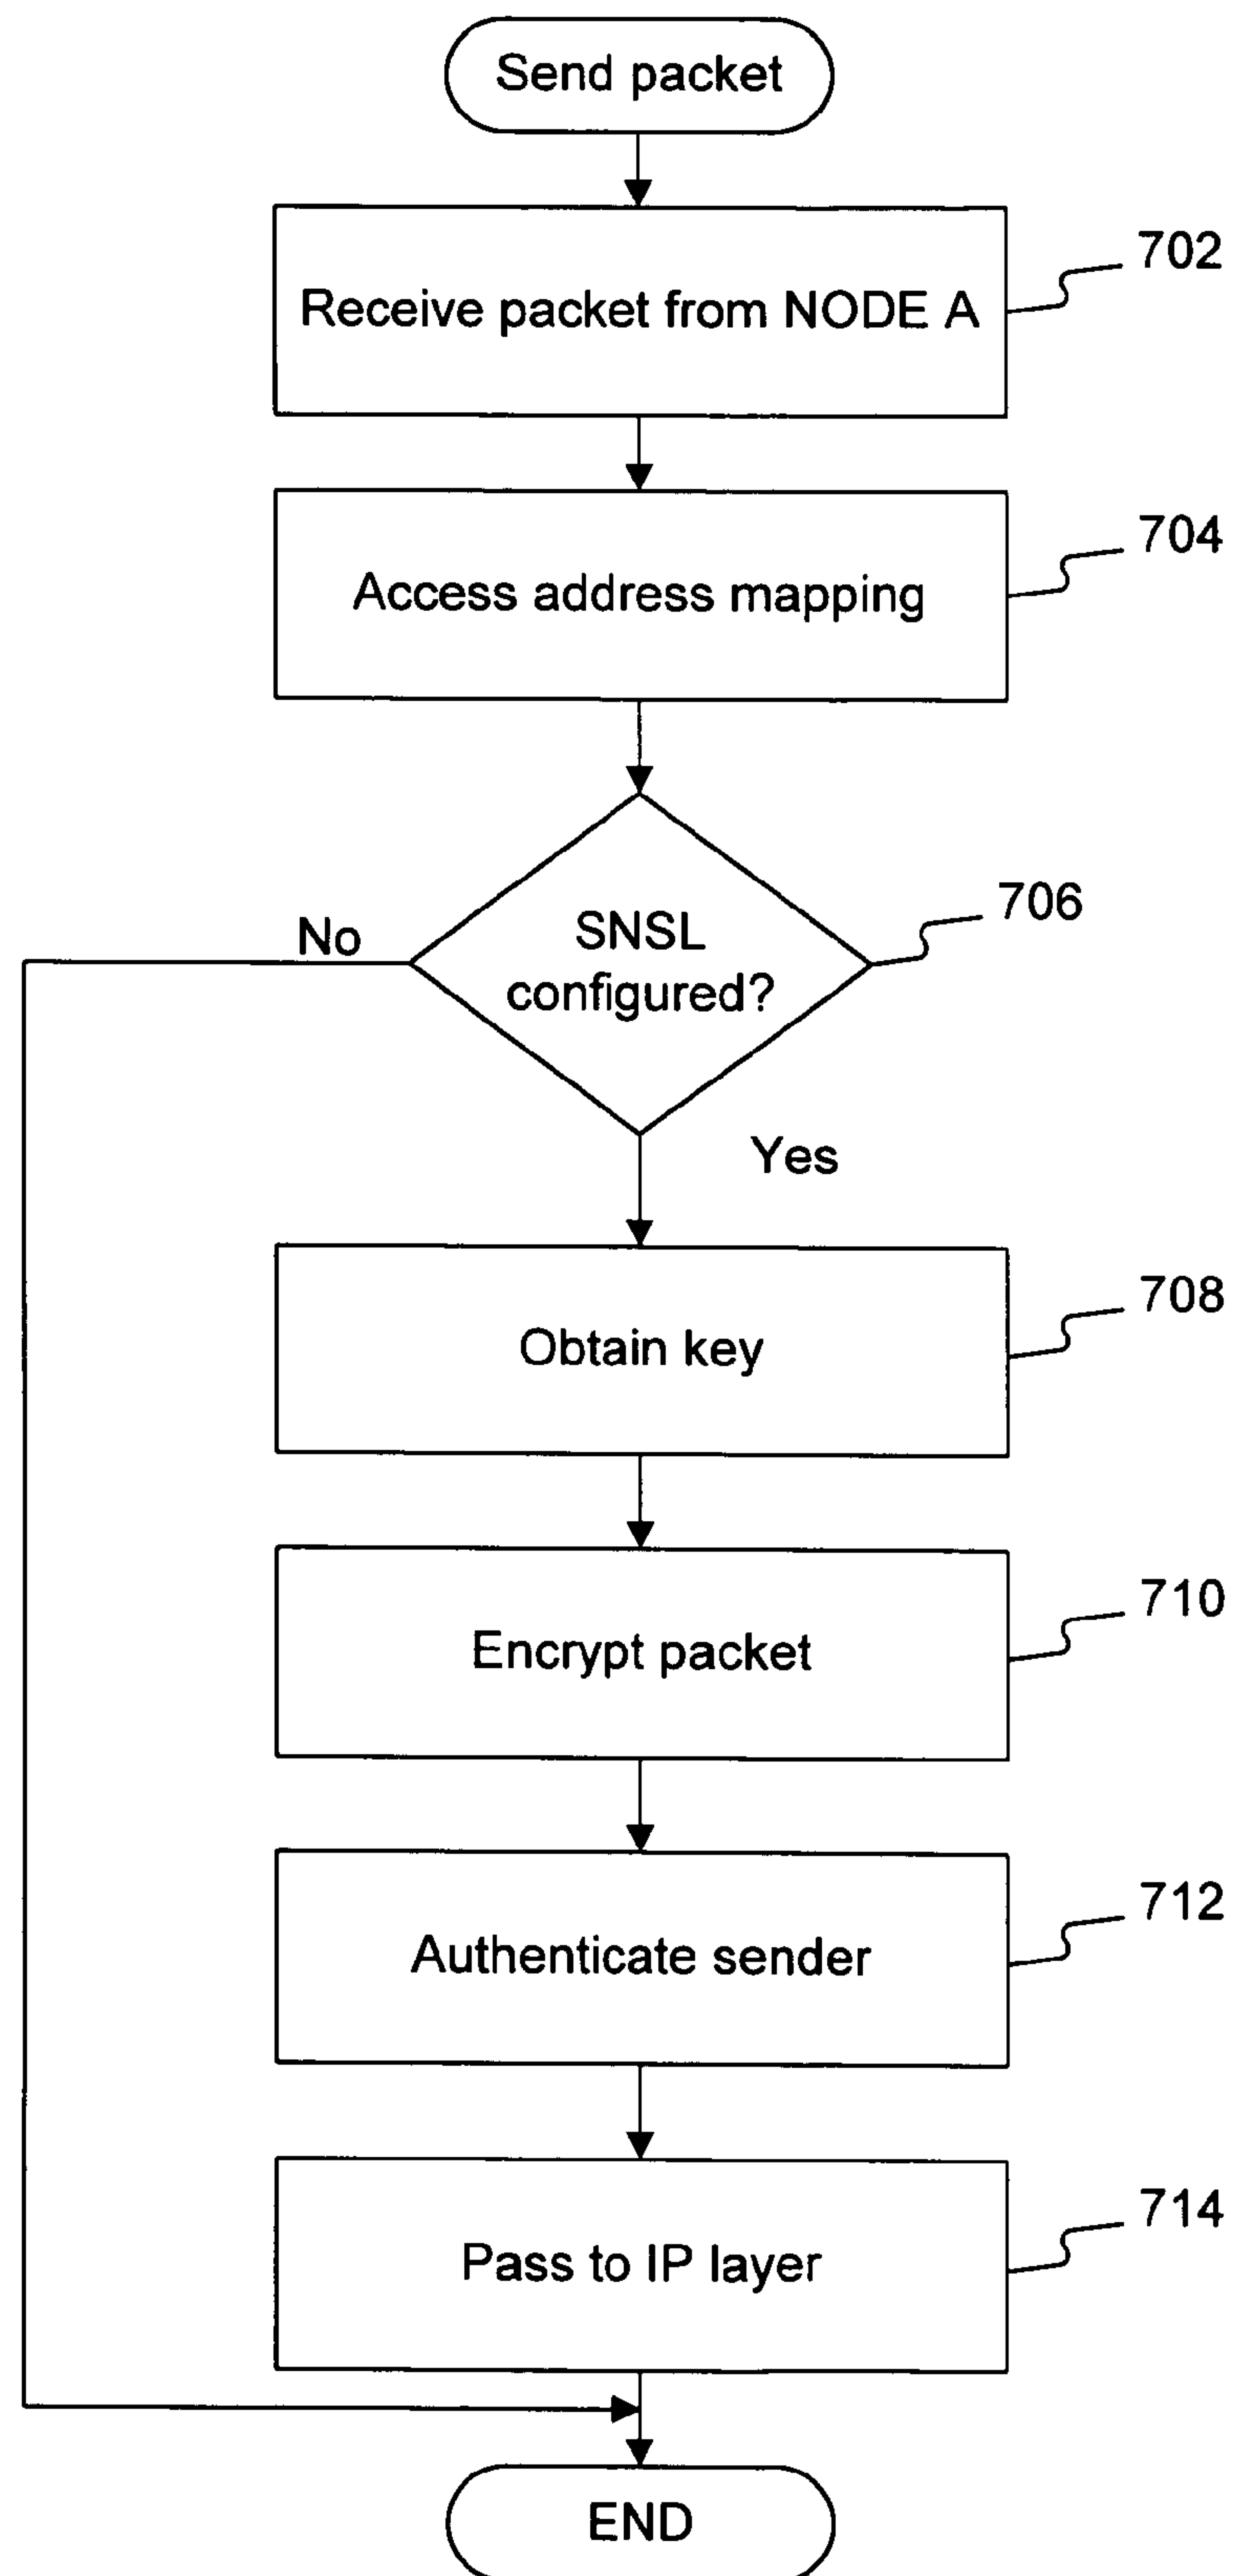 Send packet
Receive packet from NODE A
702
Access address mapping
704
SNSL
configured?
706
No
Yes
Obtain key
708
Encrypt packet
710
Authenticate sender
712
Pass to IP layer
714
END